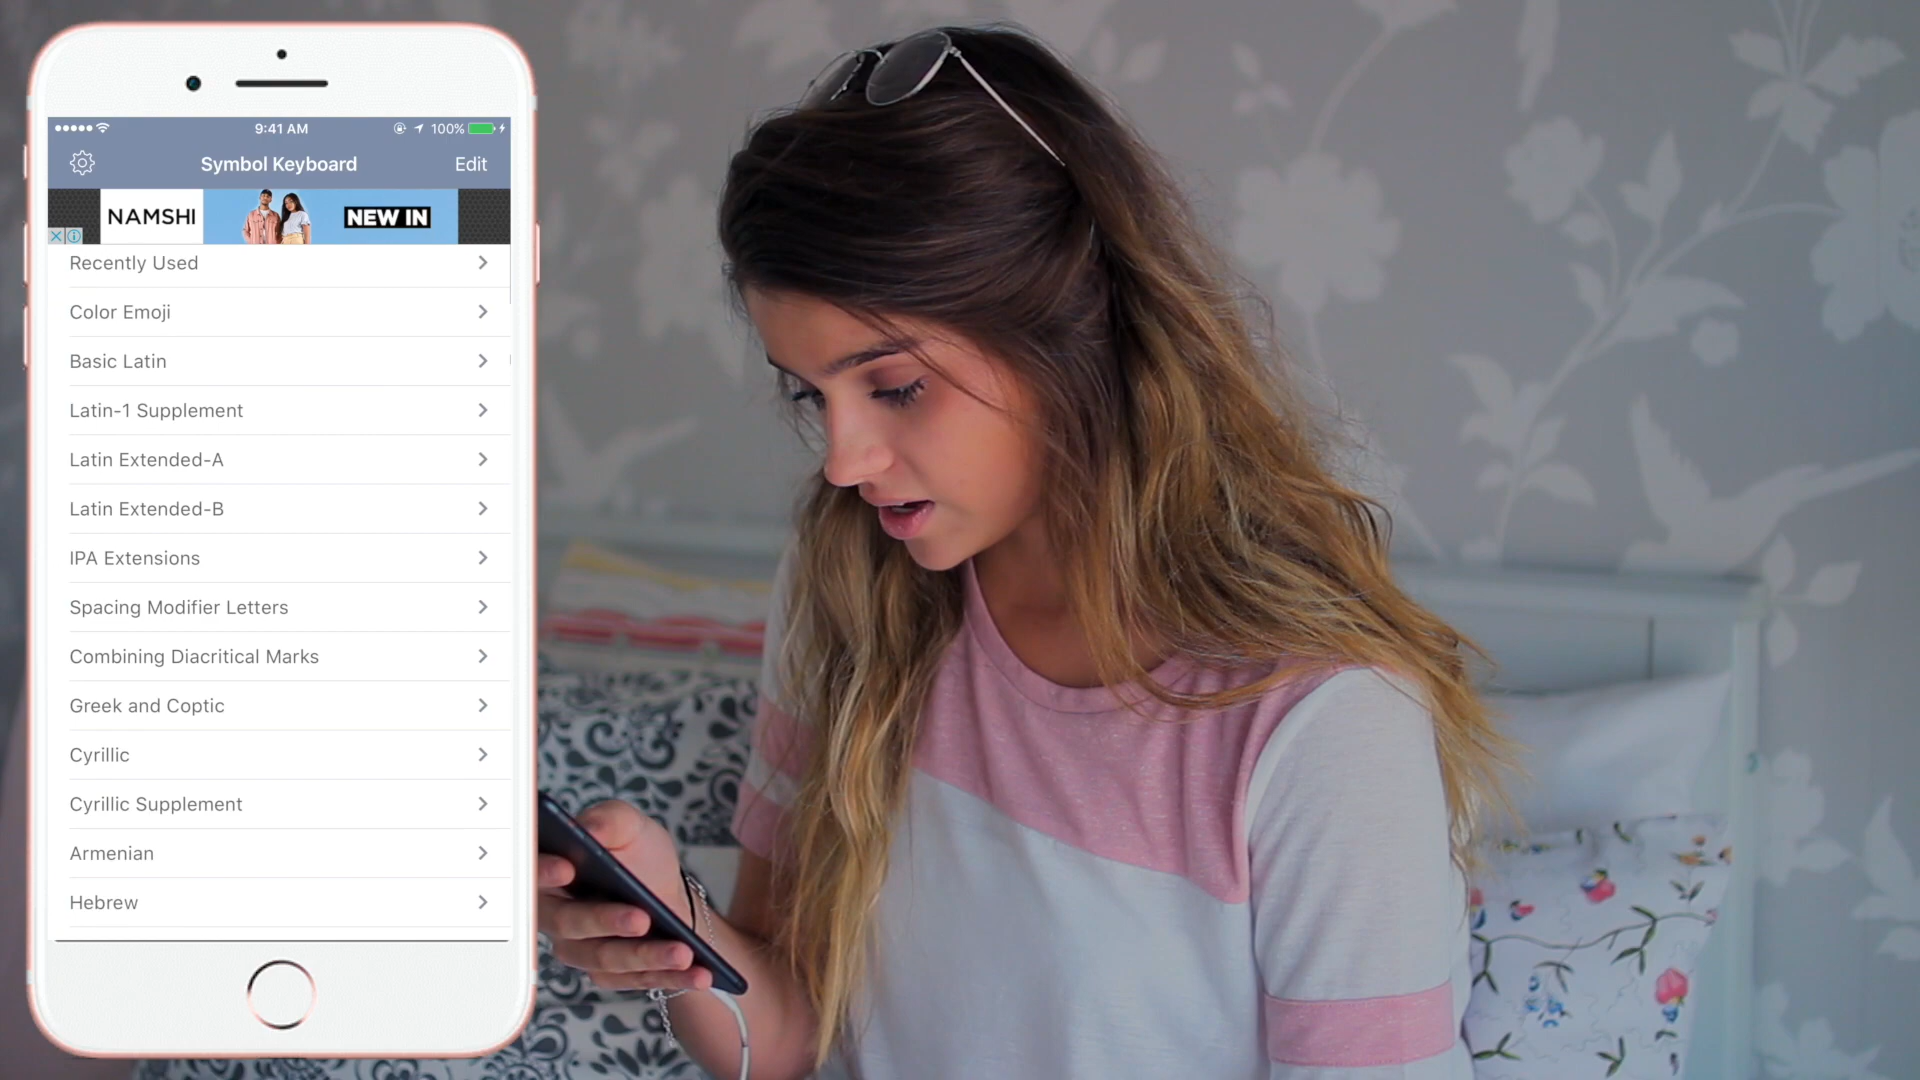 9:41 AM
100%
Symbol Keyboard
Edit
NAMSHI
NEW IN
Recently Used
Color Emoji
Basic Latin
Latin-1 Supplement
Latin Extended-A
Latin Extended-B
IPA Extensions
Spacing Modifier Letters
Combining Diacritical Marks
Greek and Coptic
Cyrillic
Cyrillic Supplement
Armenian
Hebrew